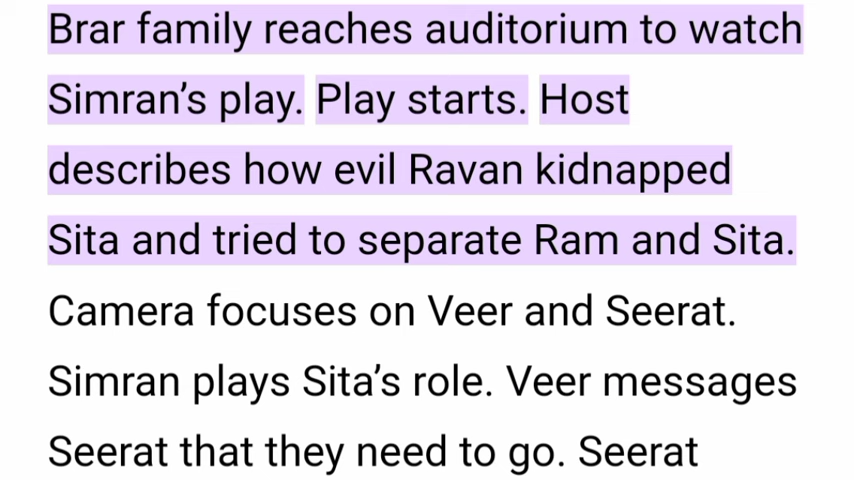 Brar family reaches auditorium to watch
Simran’s play. Play starts. Host
describes how evil Ravan kidnapped
Sita and tried to separate Ram and Sita.
Camera focuses on Veer and Seerat.
Simran plays Sita’s role. Veer messages
Seerat that they need to go. Seerat